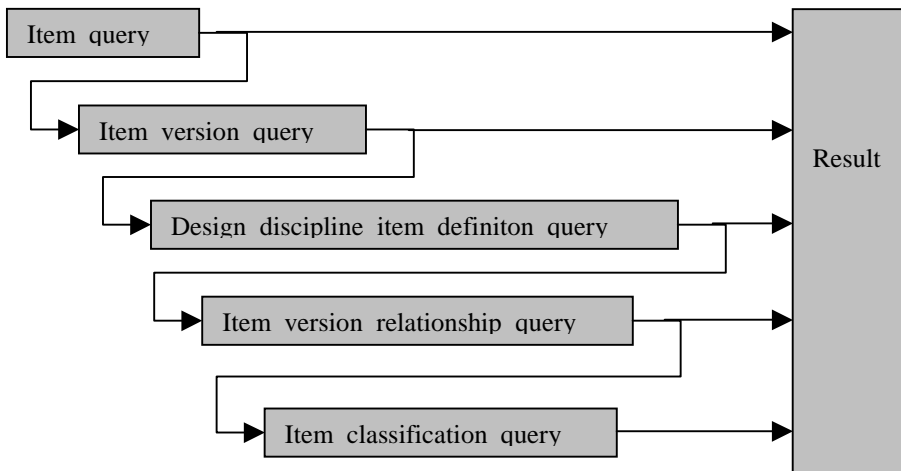 Item query
Item version query
Result
Design discipline item definiton query
Item version relationship query
Item classification query